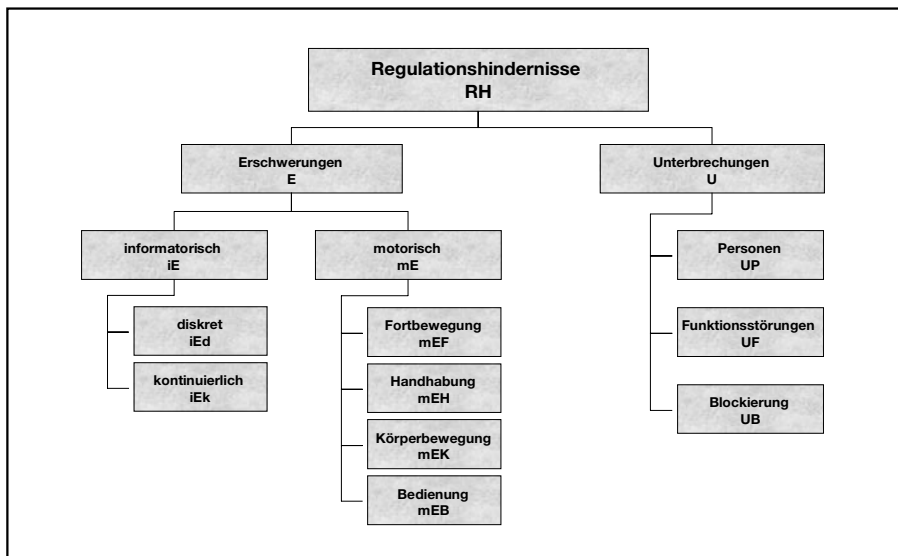 Regulationshindernisse
RH
Erschwerungen
E
informatorisch
iE
diskret
iEd
kontinuierlich
iEk
motorisch
mE
Fortbewegung
mEF
Handhabung
mEH
Körperbewegung
mEK
Bedienung
mEB
Unterbrechungen
U
Personen
UP
Funktionsstörungen
UF
Blockierung
UB